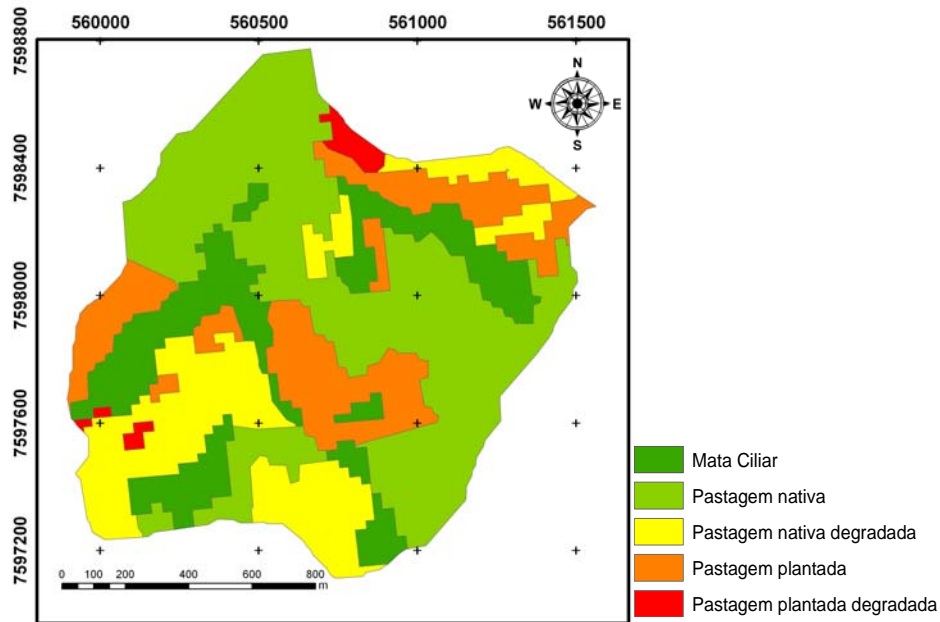 560000 560500 561000 561500
7598800
7598400
7598000
7597600
7597200
N
W E
S
0 100 200 400 600 800
m
Mata Ciliar
Pastagem nativa
Pastagem nativa degradada
Pastagem plantada
Pastagem plantada degradada